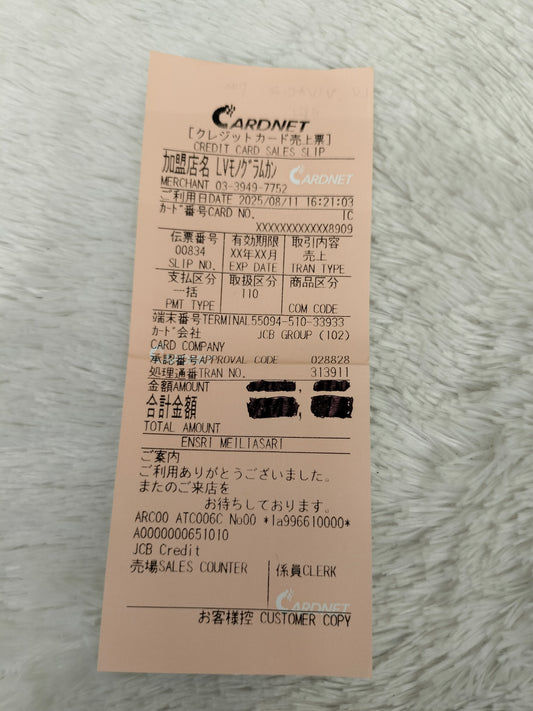 CARDNET
[クレジットカード売上票]
CREDIT CARD SALES SLIP
加盟店名 LVモノグラムカン
CARDNET
MERCHANT 03-3949-7752
ご利用日DATE 2025/08/11 16:21:03
カード番号CARD NO. IC
XXXXXXXXXXXX8909
伝票番号 有効期限 取引内容
00834 XX年XX月 売上
SLIP NO. EXP DATE TRAN TYPE
支払区分 取扱区分 商品区分
一括 110
PMT TYPE COM CODE
端末番号TERMINAL55094-510-33933
カード会社 JCB GROUP (102)
CARD COMPANY
承認番号APPROVAL CODE 028828
処理通番TRAN NO. 313911
金額AMOUNT
合計金額
TOTAL AMOUNT
ENSRI MEILIASARI
ご案内
ご利用ありがとうございました。
またのご来店を
お待ちしております。
ARC00 ATC006C No00 *1a996610000*
A0000000651010
JCB Credit
売場SALES COUNTER 係員CLERK
CARDNET
お客様控 CUSTOMER COPY